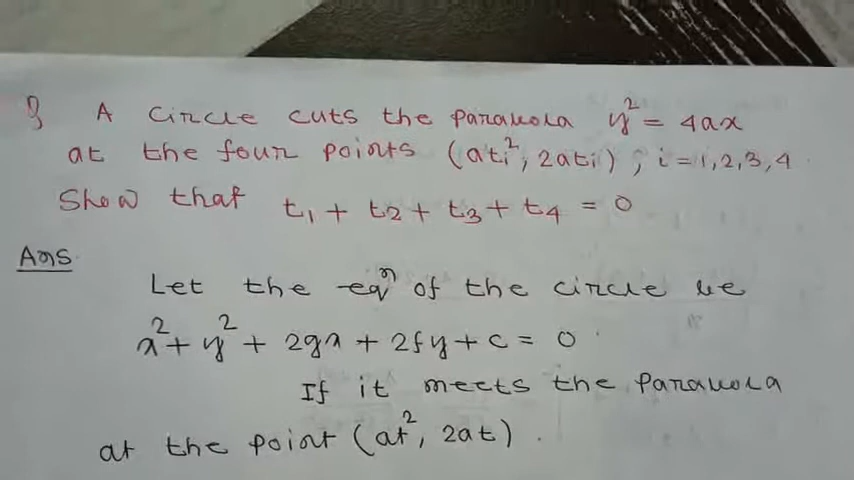 Q A circle cuts the parabola y² = 4ax
at the four points (ati², 2ati) ; i = 1, 2, 3, 4
Show that t₁ + t₂ + t₃ + t₄ = 0
Ans
Let the eqⁿ of the circle be
x² + y² + 2gx + 2fy + c = 0
If it meets the parabola
at the point (at², 2at).